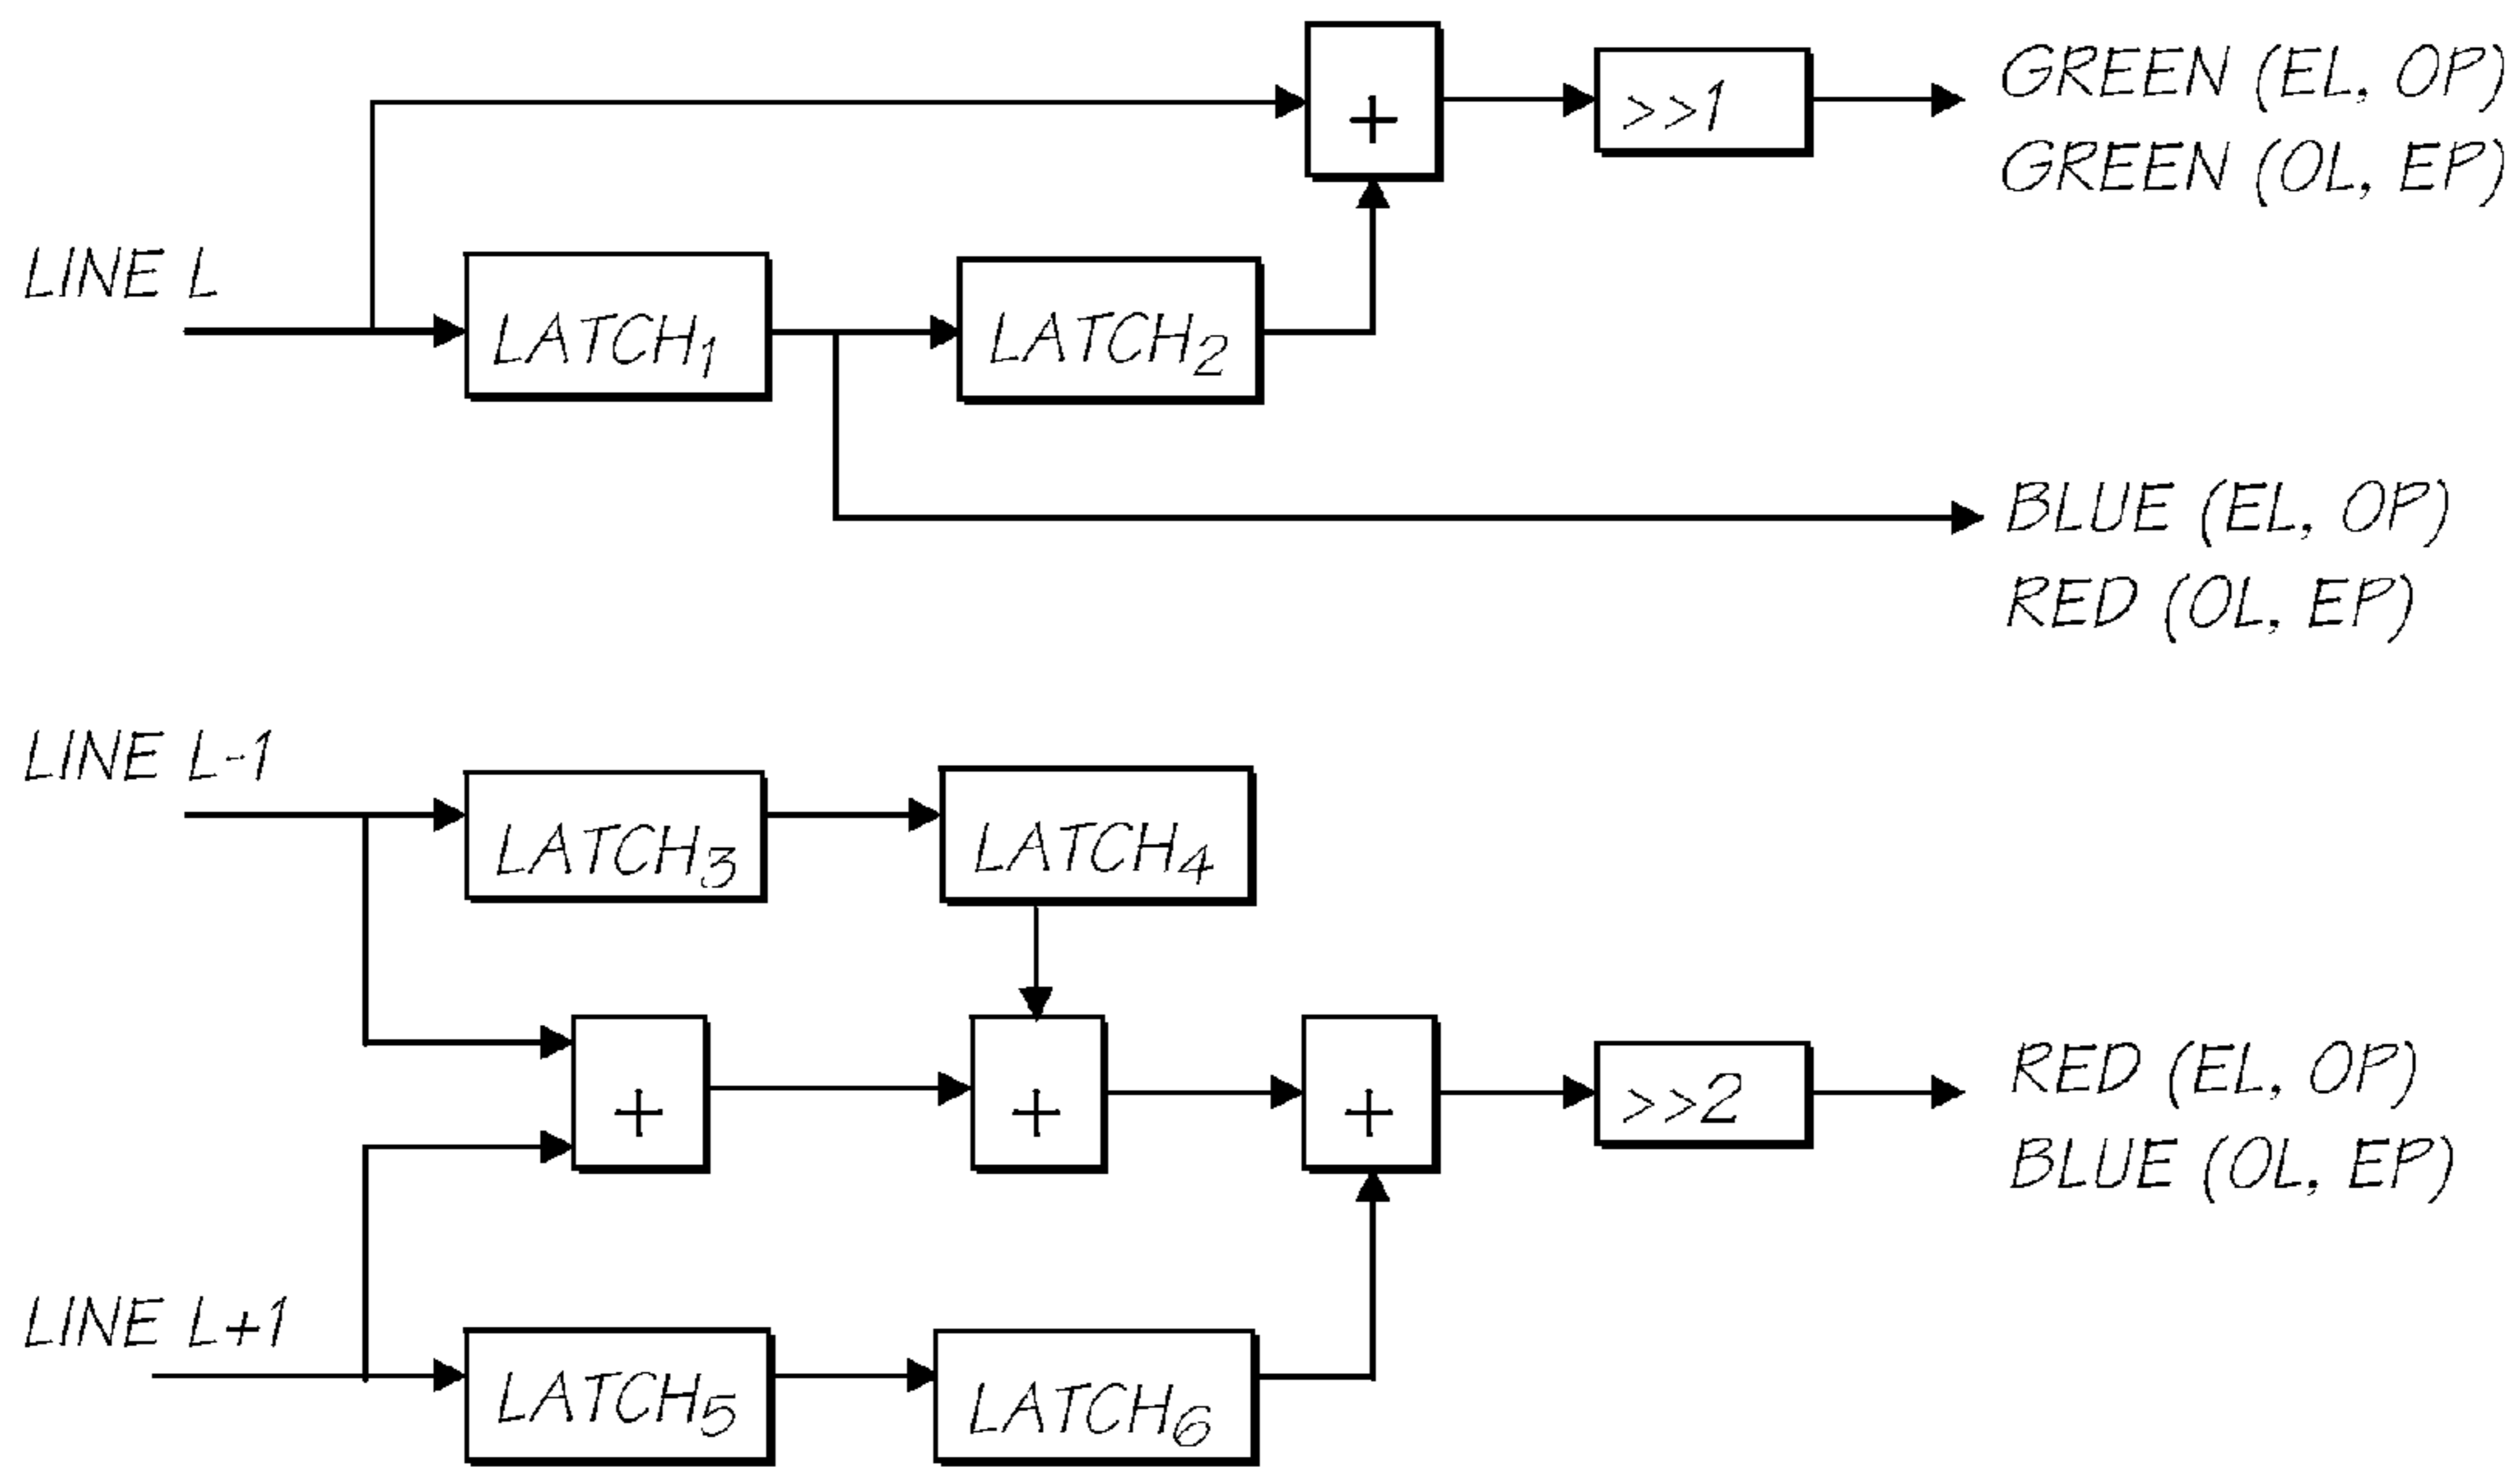 +
>>1
GREEN (EL, OP)
GREEN (OL, EP)
LINE L
LATCH1
LATCH2
BLUE (EL, OP)
RED (OL, EP)
LINE L-1
LATCH3
LATCH4
+
+
+
>>2
RED (EL, OP)
BLUE (OL, EP)
LINE L+1
LATCH5
LATCH6